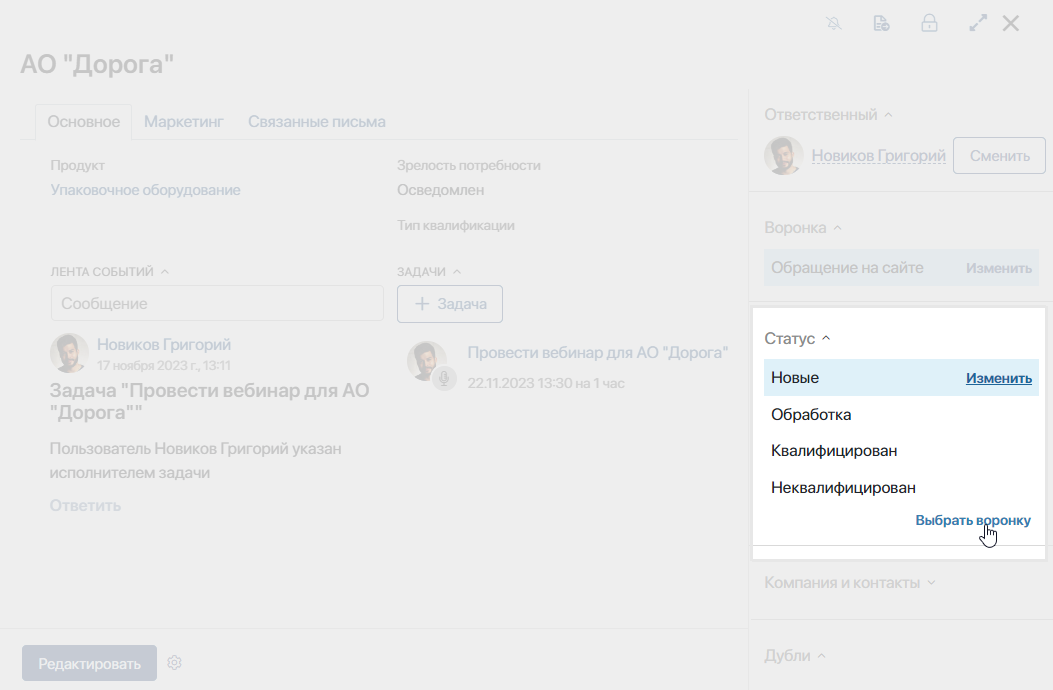 АО "Дорога"
Основное Маркетинг Связанные письма
Продукт
Упаковочное оборудование
Зрелость потребности
Осведомлен
Тип квалификации
ЛЕНТА СОБЫТИЙ
Сообщение
Новиков Григорий
17 ноября 2023 г., 13:11
Задача "Провести вебинар для АО
"Дорога""
Пользователь Новиков Григорий указан
исполнителем задачи
Ответить
ЗАДАЧИ
+ Задача
Провести вебинар для АО "Дорога"
22.11.2023 13:30 на 1 час
Редактировать
Ответственный
Новиков Григорий Сменить
Воронка
Обращение на сайте Изменить
Статус
Новые Изменить
Обработка
Квалифицирован
Неквалифицирован
Выбрать воронку
Компания и контакты
Дубли